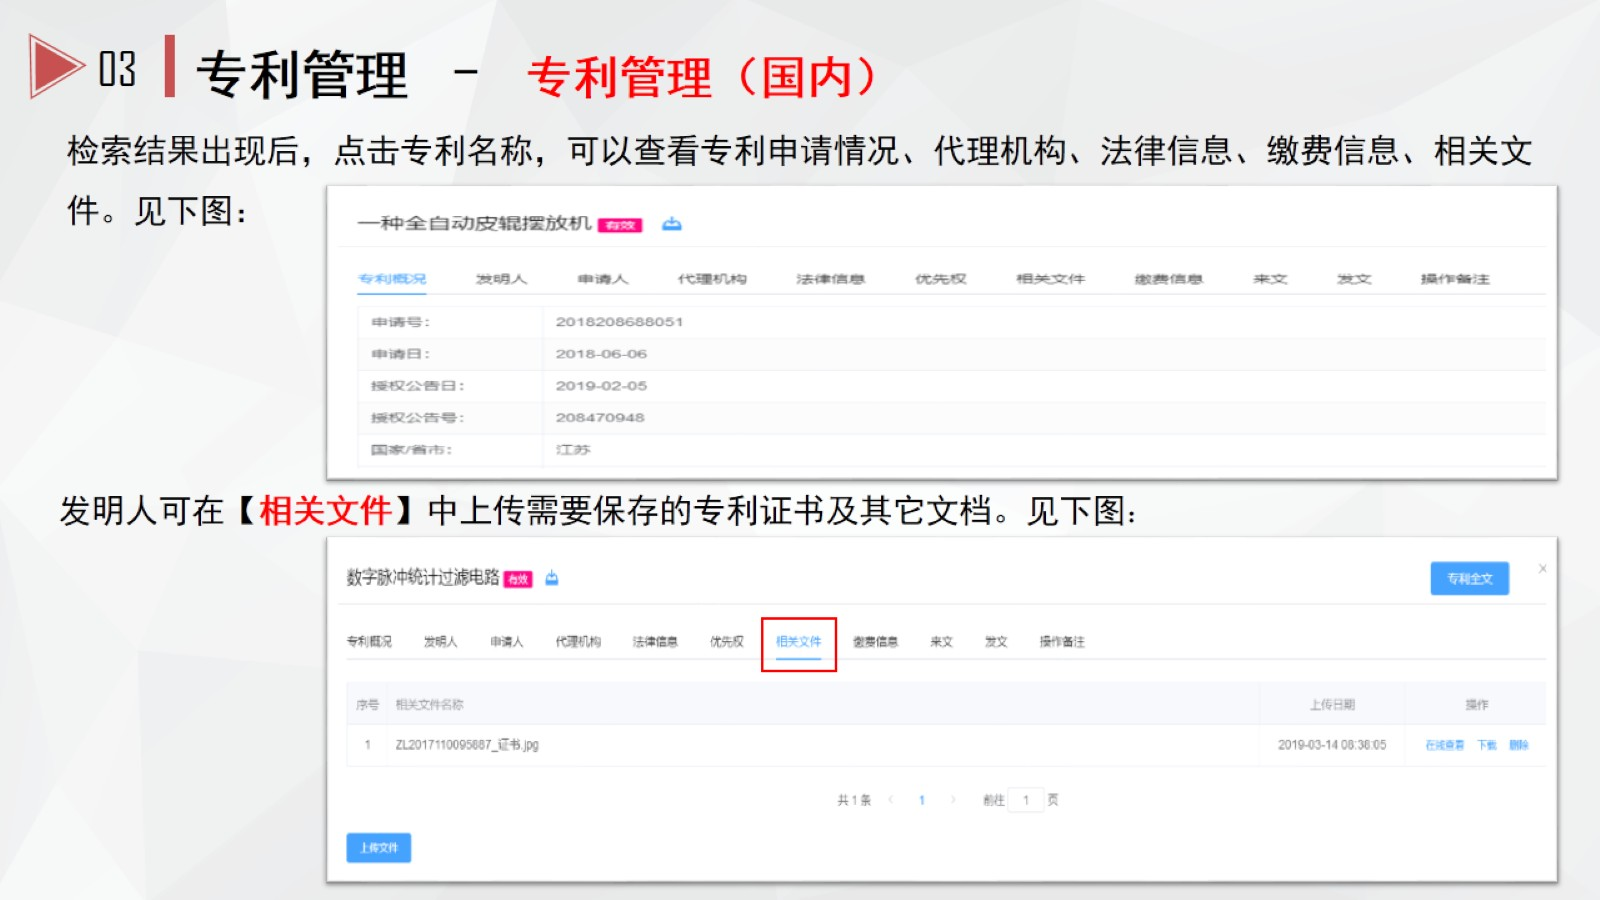 03 专利管理 - 专利管理（国内）
检索结果出现后，点击专利名称，可以查看专利申请情况、代理机构、法律信息、缴费信息、相关文
件。见下图：
一种全自动皮辊摆放机 有效
专利概况 发明人 申请人 代理机构 法律信息 优先权 相关文件 缴费信息 来文 发文 操作备注
申请号： 2018208688051
申请日： 2018-06-06
授权公告日： 2019-02-05
授权公告号： 208470948
国家/省市： 江苏
发明人可在【相关文件】中上传需要保存的专利证书及其它文档。见下图：
数字脉冲统计过滤电路 有效 专利全文 ×
专利概况 发明人 申请人 代理机构 法律信息 优先权 相关文件 缴费信息 来文 发文 操作备注
序号 相关文件名称 上传日期 操作
1 ZL2017110095887_证书.jpg 2019-03-14 08:38:05 在线查看 下载 删除
共 1 条 < 1 > 前往 1 页
上传文件